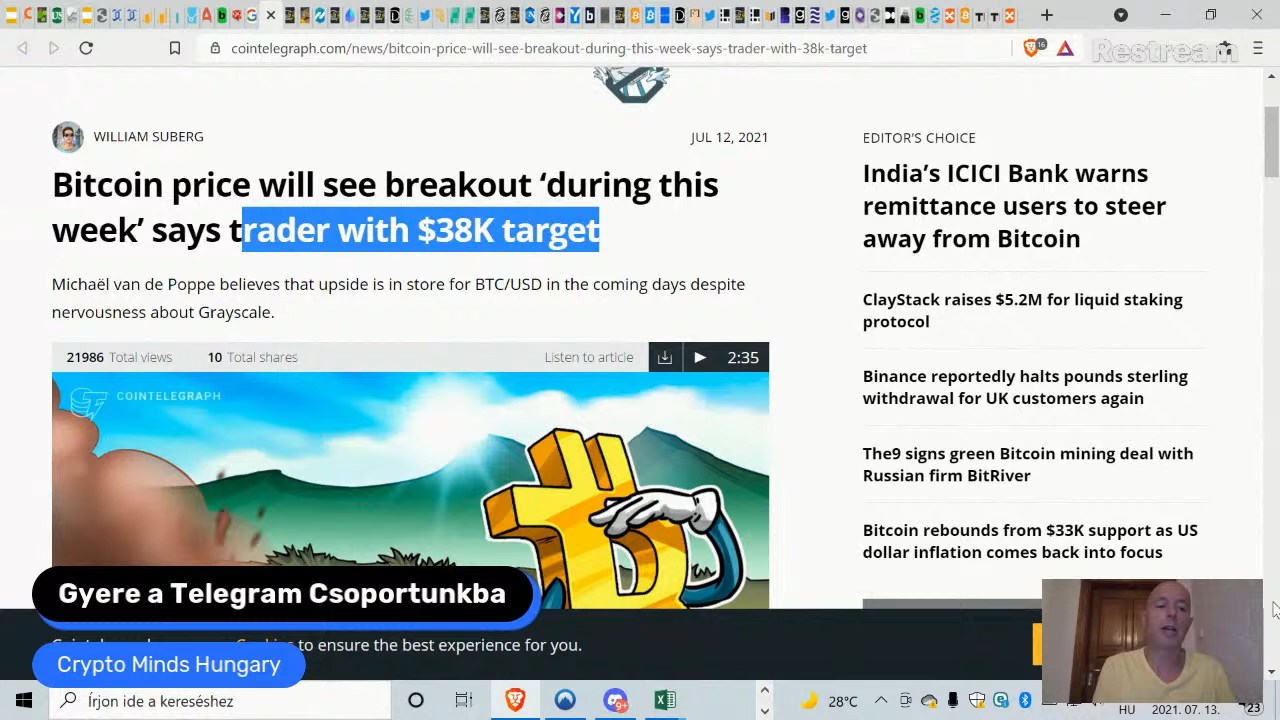 cointelegraph.com/news/bitcoin-price-will-see-breakout-during-this-week-says-trader-with-38k-target
16
Restream
WILLIAM SUBERG
JUL 12, 2021
Bitcoin price will see breakout ‘during this
week’ says trader with $38K target
Michaël van de Poppe believes that upside is in store for BTC/USD in the coming days despite
nervousness about Grayscale.
21986 Total views
10 Total shares
Listen to article
2:35
COINTELEGRAPH
EDITOR’S CHOICE
India’s ICICI Bank warns
remittance users to steer
away from Bitcoin
ClayStack raises $5.2M for liquid staking
protocol
Binance reportedly halts pounds sterling
withdrawal for UK customers again
The9 signs green Bitcoin mining deal with
Russian firm BitRiver
Bitcoin rebounds from $33K support as US
dollar inflation comes back into focus
Gyere a Telegram Csoportunkba
to ensure the best experience for you.
Crypto Minds Hungary
Írjon ide a kereséshez
9+
28°C
HU
2021. 07. 13.
23